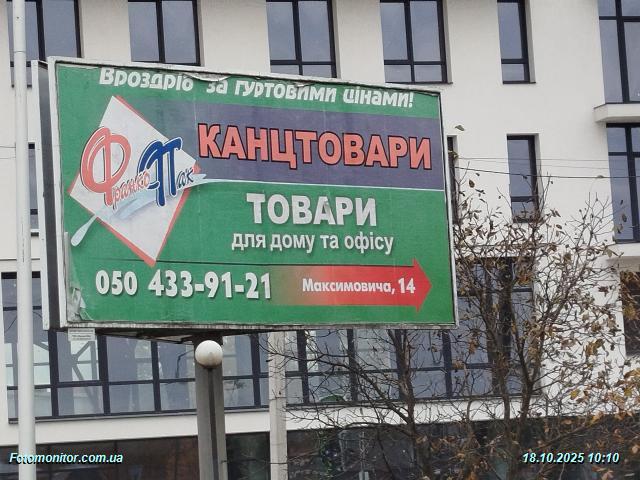 Вроздріб за гуртовими цінами!
Франко Пак
КАНЦТОВАРИ
ТОВАРИ
для дому та офісу
050 433-91-21
Максимовича, 14
Fotomonitor.com.ua
18.10.2025 10:10